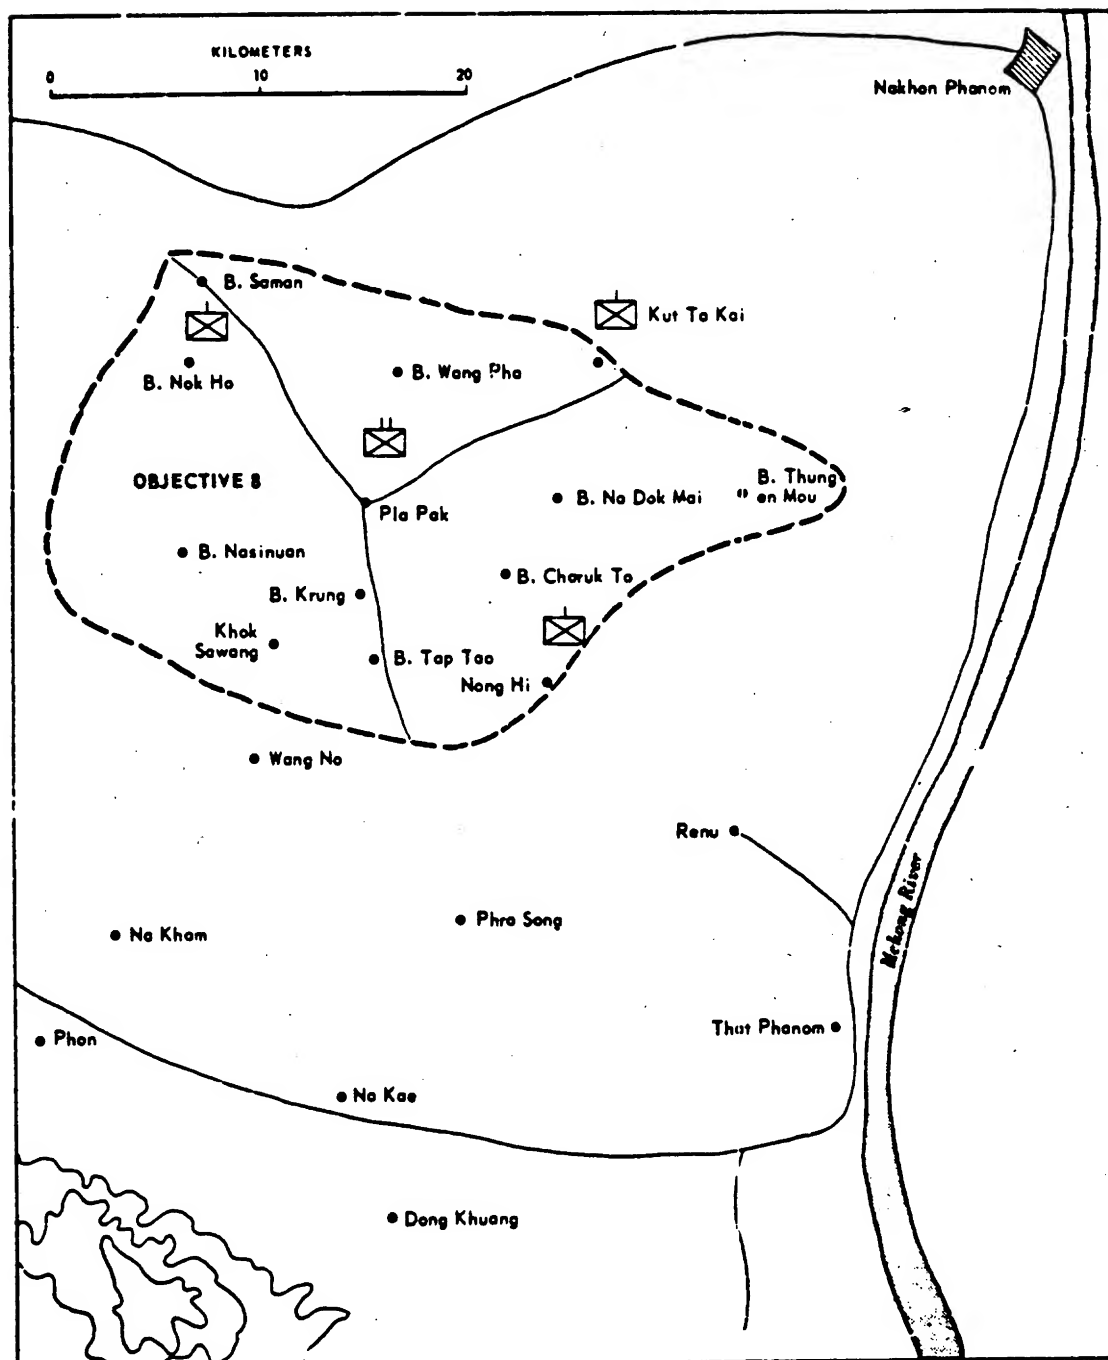 KILOMETERS
0 10 20
Nakhon Phanom
B. Saman
Kut Ta Kai
B. Wang Pha
B. Nok Ho
OBJECTIVE 8
B. Thung
en Mou
B. Na Dok Mai
Pla Pak
B. Nasinuan
B. Charuk To
B. Krung
Khok
Sawang
B. Tap Tao
Nong Hi
Wang No
Renu
Mekong River
Phra Song
Na Kham
That Phanom
Phon
Na Kae
Dong Khuang